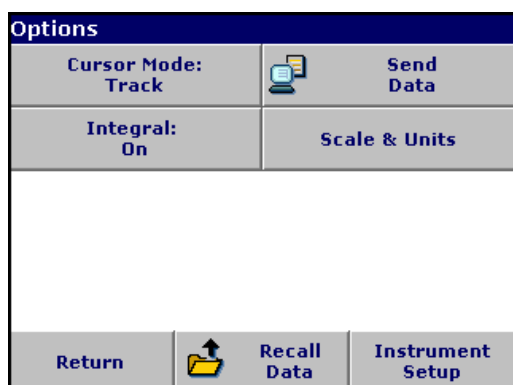 Options
Cursor Mode:
Track
Send
Data
Integral:
On
Scale & Units
Return
Recall
Data
Instrument
Setup